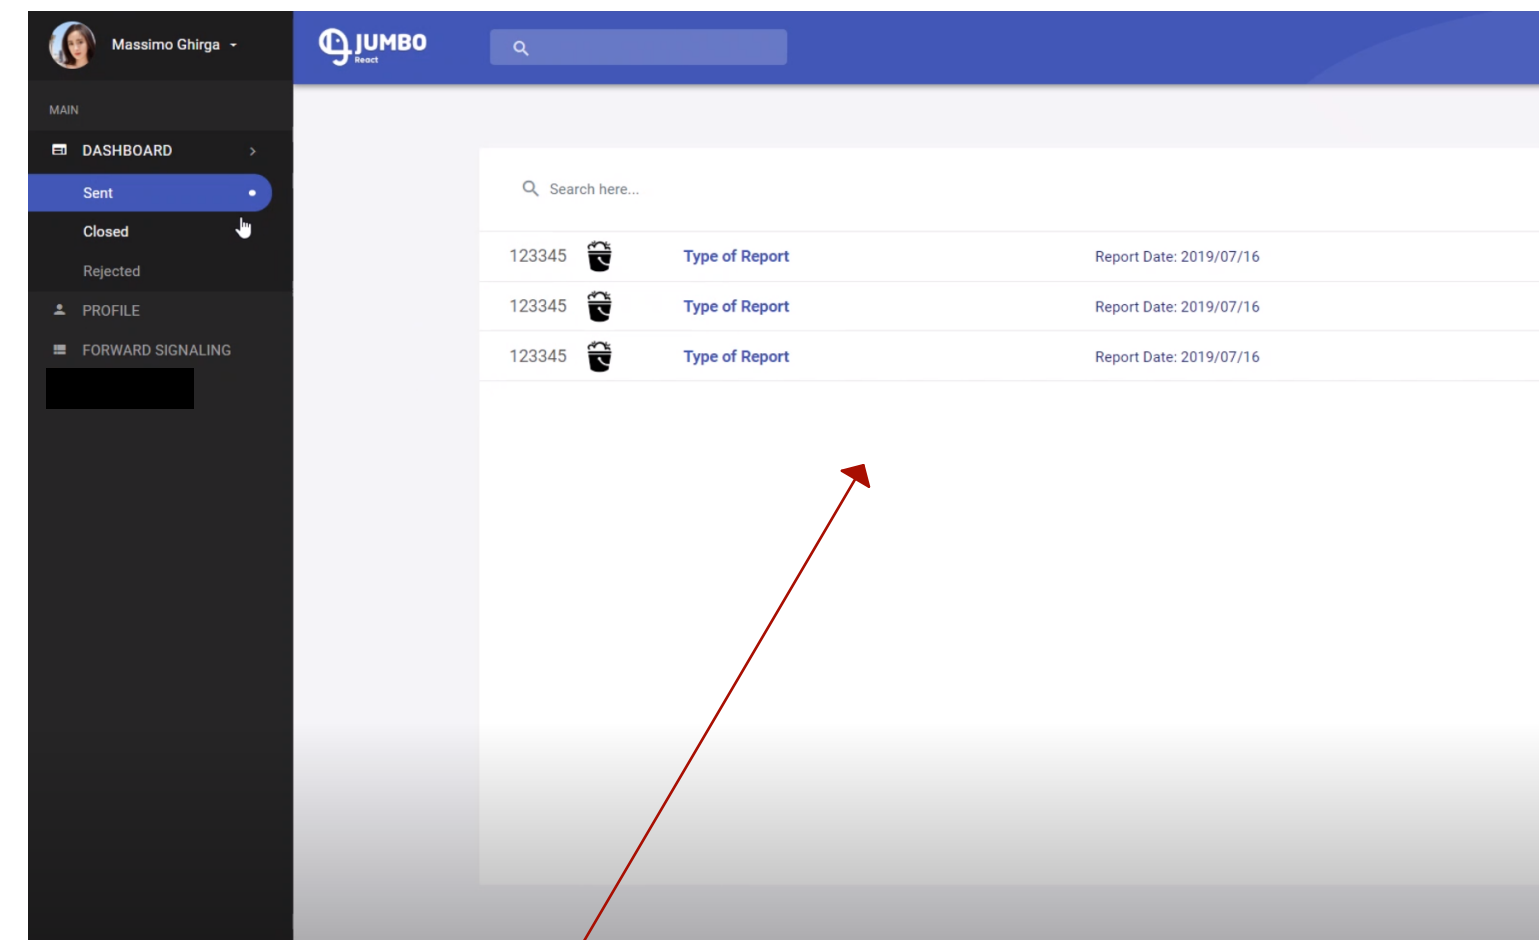 Massimo Ghirga
JUMBO
React
MAIN
DASHBOARD
Sent
Closed
Rejected
PROFILE
FORWARD SIGNALING
Search here...
123345 Type of Report Report Date: 2019/07/16
123345 Type of Report Report Date: 2019/07/16
123345 Type of Report Report Date: 2019/07/16